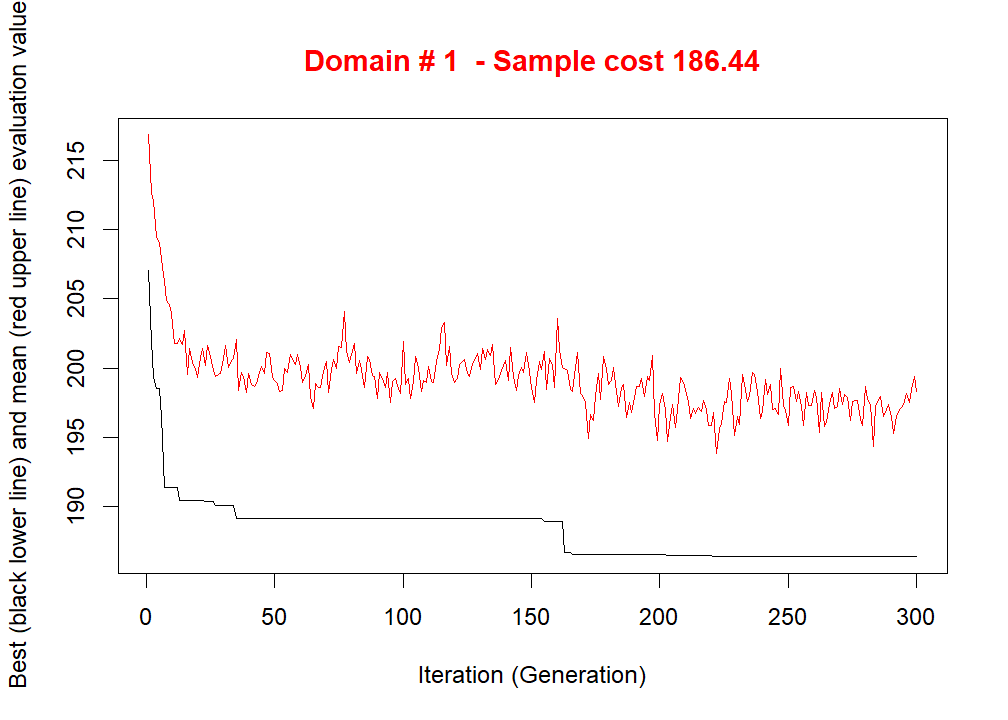 Domain # 1  - Sample cost 186.44
Best (black lower line) and mean (red upper line) evaluation value
215
210
205
200
195
190
0 50 100 150 200 250 300
Iteration (Generation)